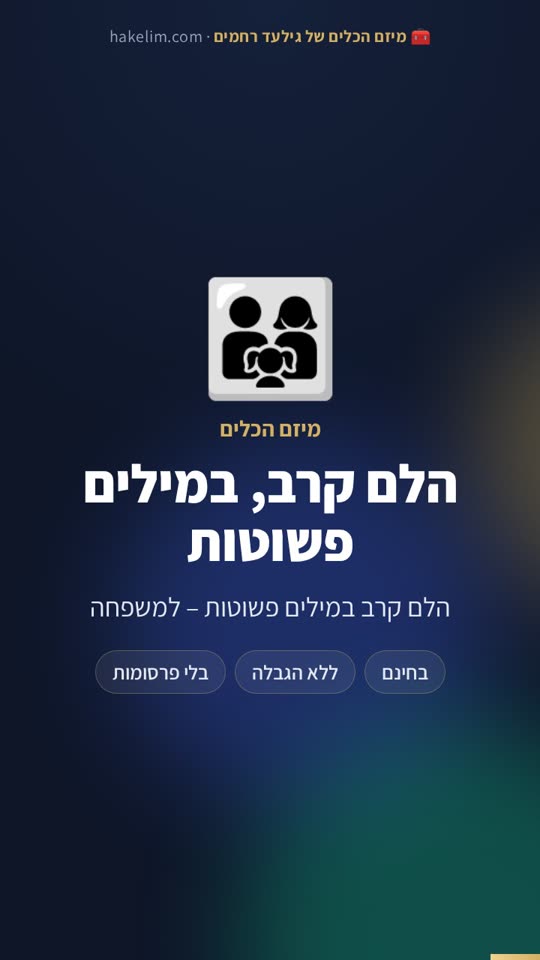 🧰 מיזם הכלים של גילעד רחמים · hakelim.com
מיזם הכלים
הלם קרב, במילים
פשוטות
הלם קרב במילים פשוטות – למשפחה
בחינם
ללא הגבלה
בלי פרסומות